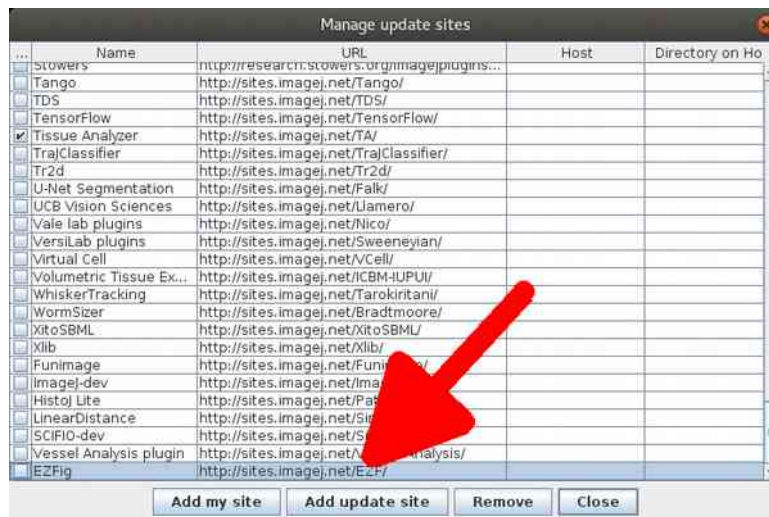 Manage update sites
... Name URL Host Directory on Ho
Stowers http://research.stowers.org/imagejplugins...
Tango http://sites.imagej.net/Tango/
TDS http://sites.imagej.net/TDS/
TensorFlow http://sites.imagej.net/TensorFlow/
Tissue Analyzer http://sites.imagej.net/TA/
TraJClassifier http://sites.imagej.net/TraJClassifier/
Tr2d http://sites.imagej.net/Tr2d/
U-Net Segmentation http://sites.imagej.net/Falk/
UCB Vision Sciences http://sites.imagej.net/Llamero/
Vale lab plugins http://sites.imagej.net/Nico/
VersiLab plugins http://sites.imagej.net/Sweeneyian/
Virtual Cell http://sites.imagej.net/VCell/
Volumetric Tissue Ex... http://sites.imagej.net/ICBM-IUPUI/
WhiskerTracking http://sites.imagej.net/Tarokiritani/
WormSizer http://sites.imagej.net/Bradtmoore/
XitoSBML http://sites.imagej.net/XitoSBML/
Xlib http://sites.imagej.net/Xlib/
Funimage
ImageJ-dev
HistoJ Lite
LinearDistance
SCIFIO-dev
Vessel Analysis plugin
EZFig http://sites.imagej.net/EZF/
Add my site Add update site Remove Close